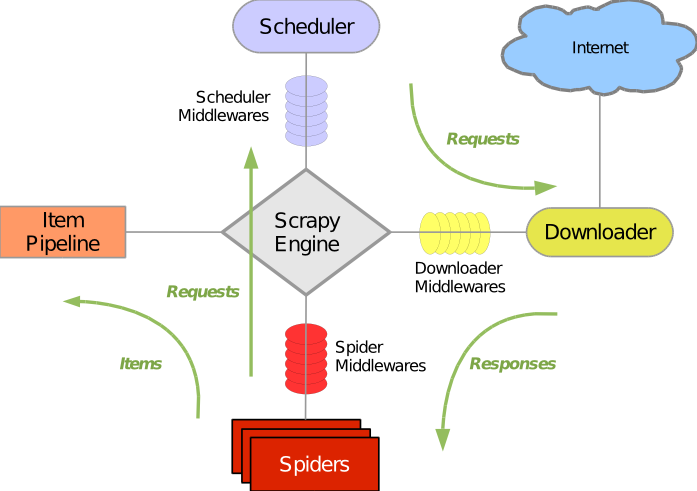 Scheduler
Internet
Scheduler
Middlewares
Requests
Item
Pipeline
Scrapy
Engine
Downloader
Downloader
Middlewares
Requests
Items
Spider
Middlewares
Responses
Spiders